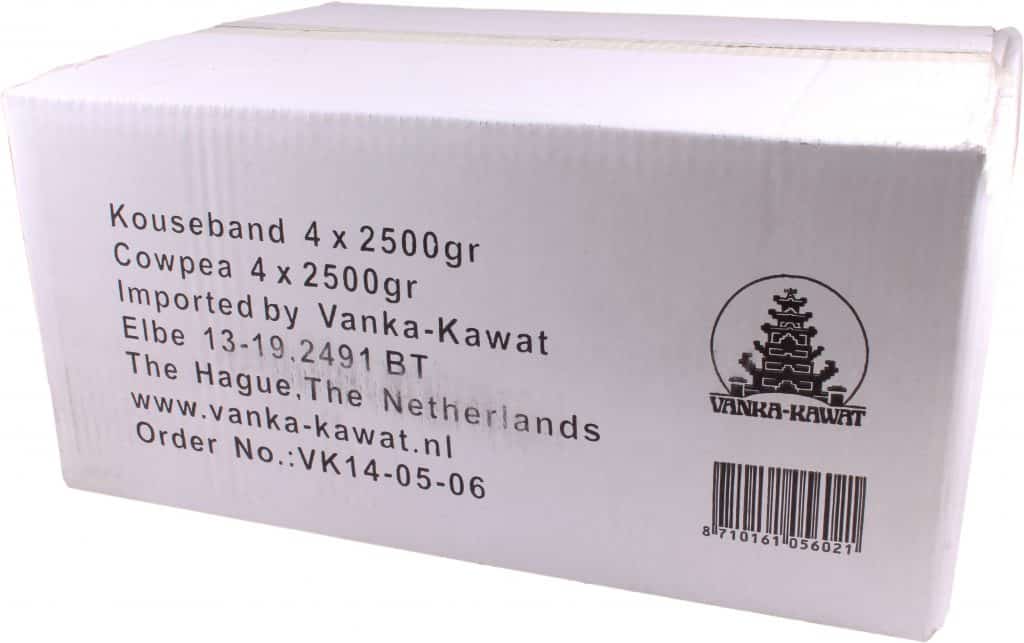 Kouseband 4 x 2500gr
Cowpea 4 x 2500gr
Imported by Vanka-Kawat
Elbe 13-19.2491 BT
The Hague,The Netherlands
www.vanka-kawat.nl
Order No.:VK14-05-06
VANKA-KAWAT
8 710161 056021